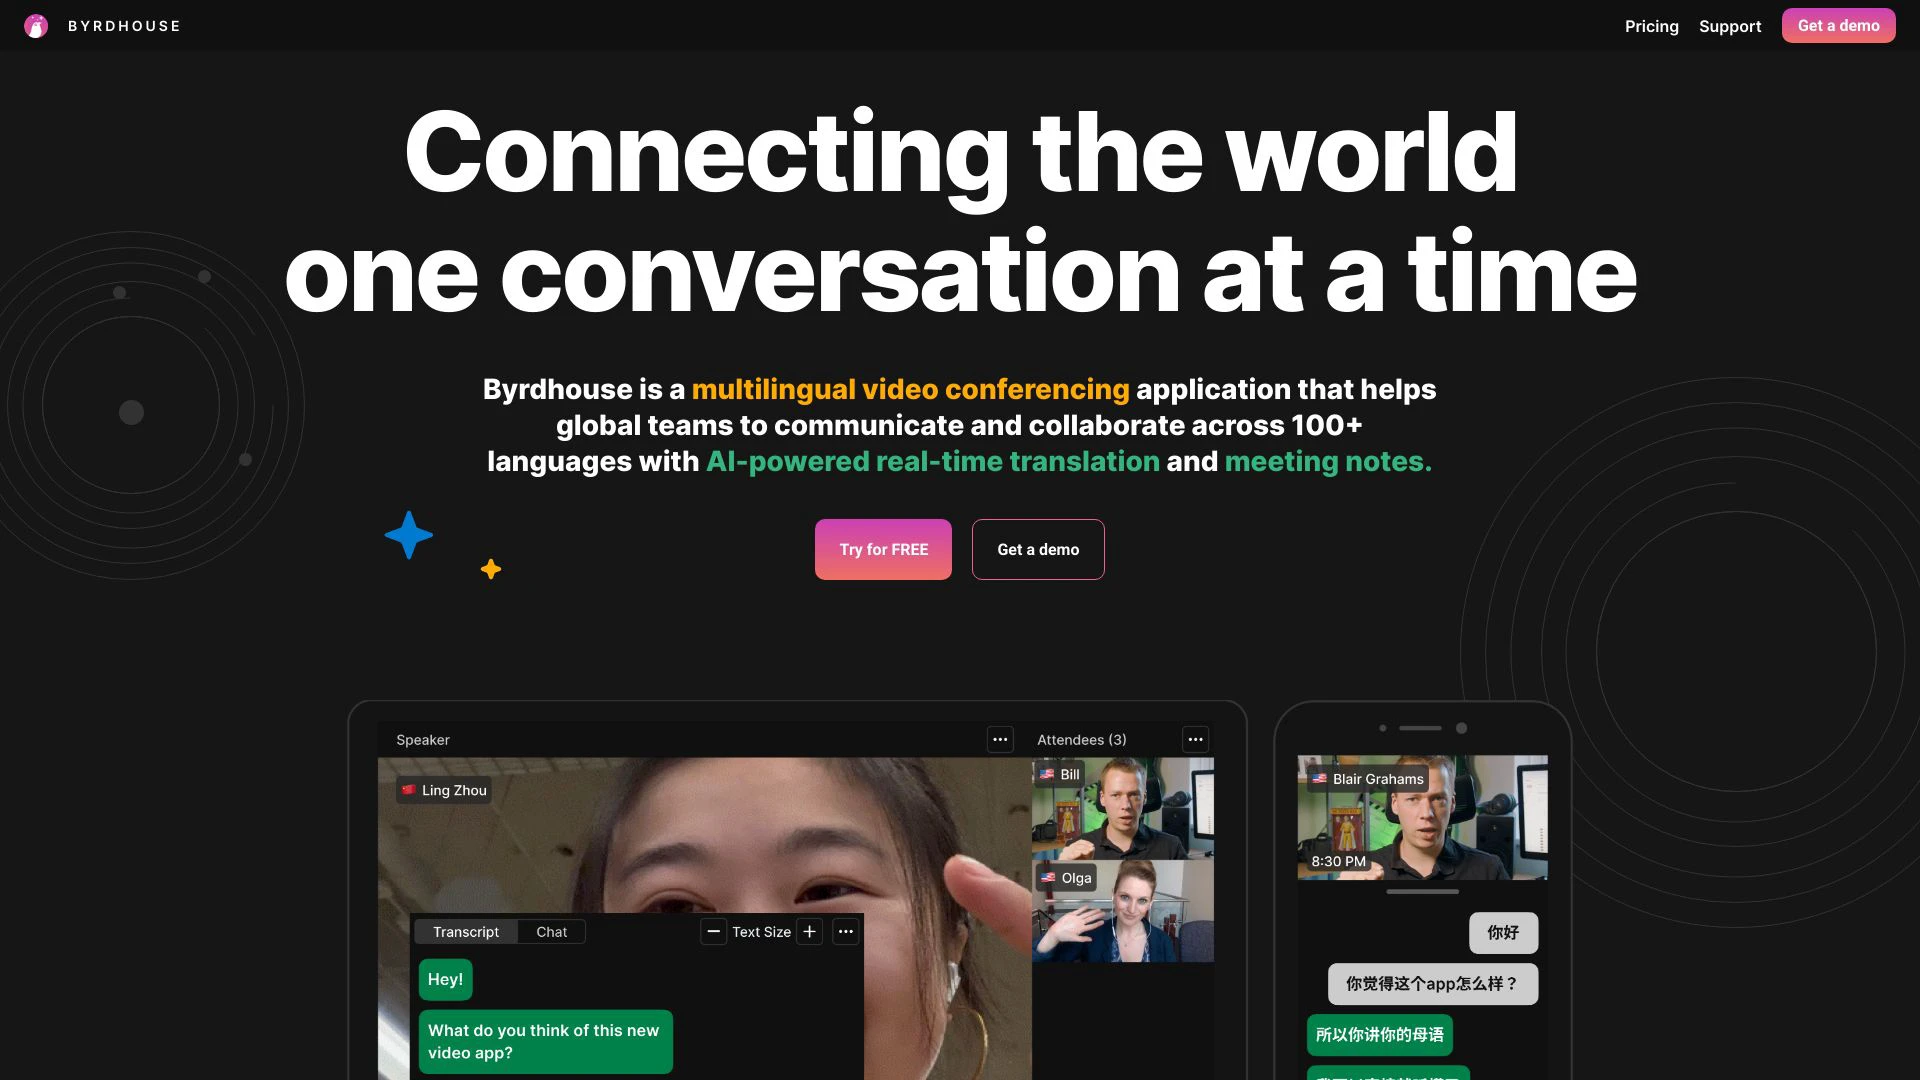 BYRDHOUSE
Pricing
Support
Get a demo
Connecting the world
one conversation at a time
Byrdhouse is a multilingual video conferencing application that helps
global teams to communicate and collaborate across 100+
languages with AI-powered real-time translation and meeting notes.
Try for FREE
Get a demo
Speaker
Attendees (3)
Ling Zhou
Bill
Olga
Transcript
Chat
Text Size
Hey!
What do you think of this new
video app?
Blair Grahams
8:30 PM
你好
你觉得这个app怎么样？
所以你讲你的母语